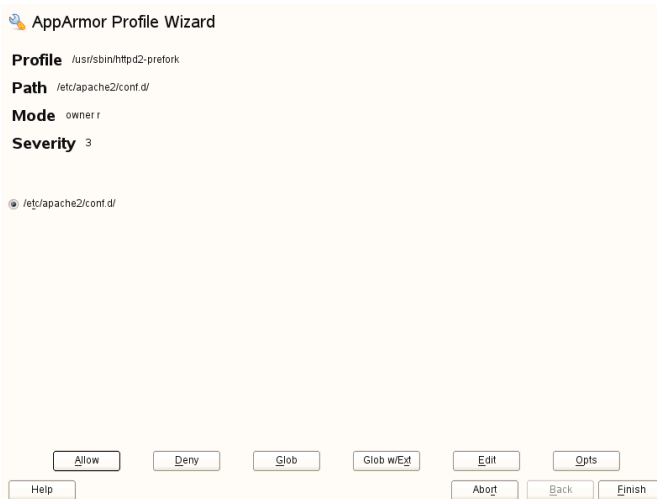 AppArmor Profile Wizard
Profile /usr/sbin/httpd2-prefork
Path /etc/apache2/conf.d/
Mode owner r
Severity 3
/etc/apache2/conf.d/
Allow Deny Glob Glob w/Ext Edit Opts
Help Abort Back Finish